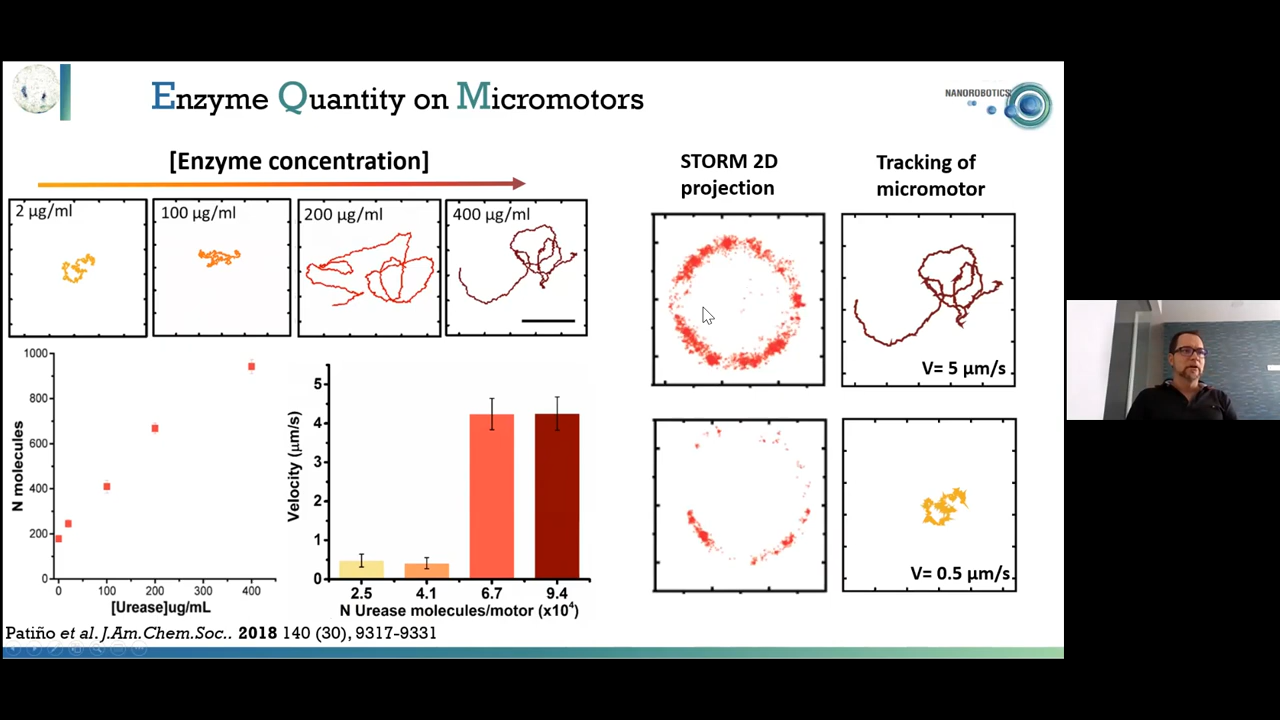 Enzyme Quantity on Micromotors
NANOROBOTICS
[Enzyme concentration]
2 µg/ml
100 µg/ml
200 µg/ml
400 µg/ml
STORM 2D
projection
Tracking of
micromotor
V= 5 µm/s
V= 0.5 µm/s
N molecules
1000
800
600
400
200
0
0 100 200 300 400
[Urease]ug/mL
Velocity (µm/s)
5
4
3
2
1
0
2.5 4.1 6.7 9.4
N Urease molecules/motor (x10⁴)
Patiño et al. J.Am.Chem.Soc.. 2018 140 (30), 9317-9331